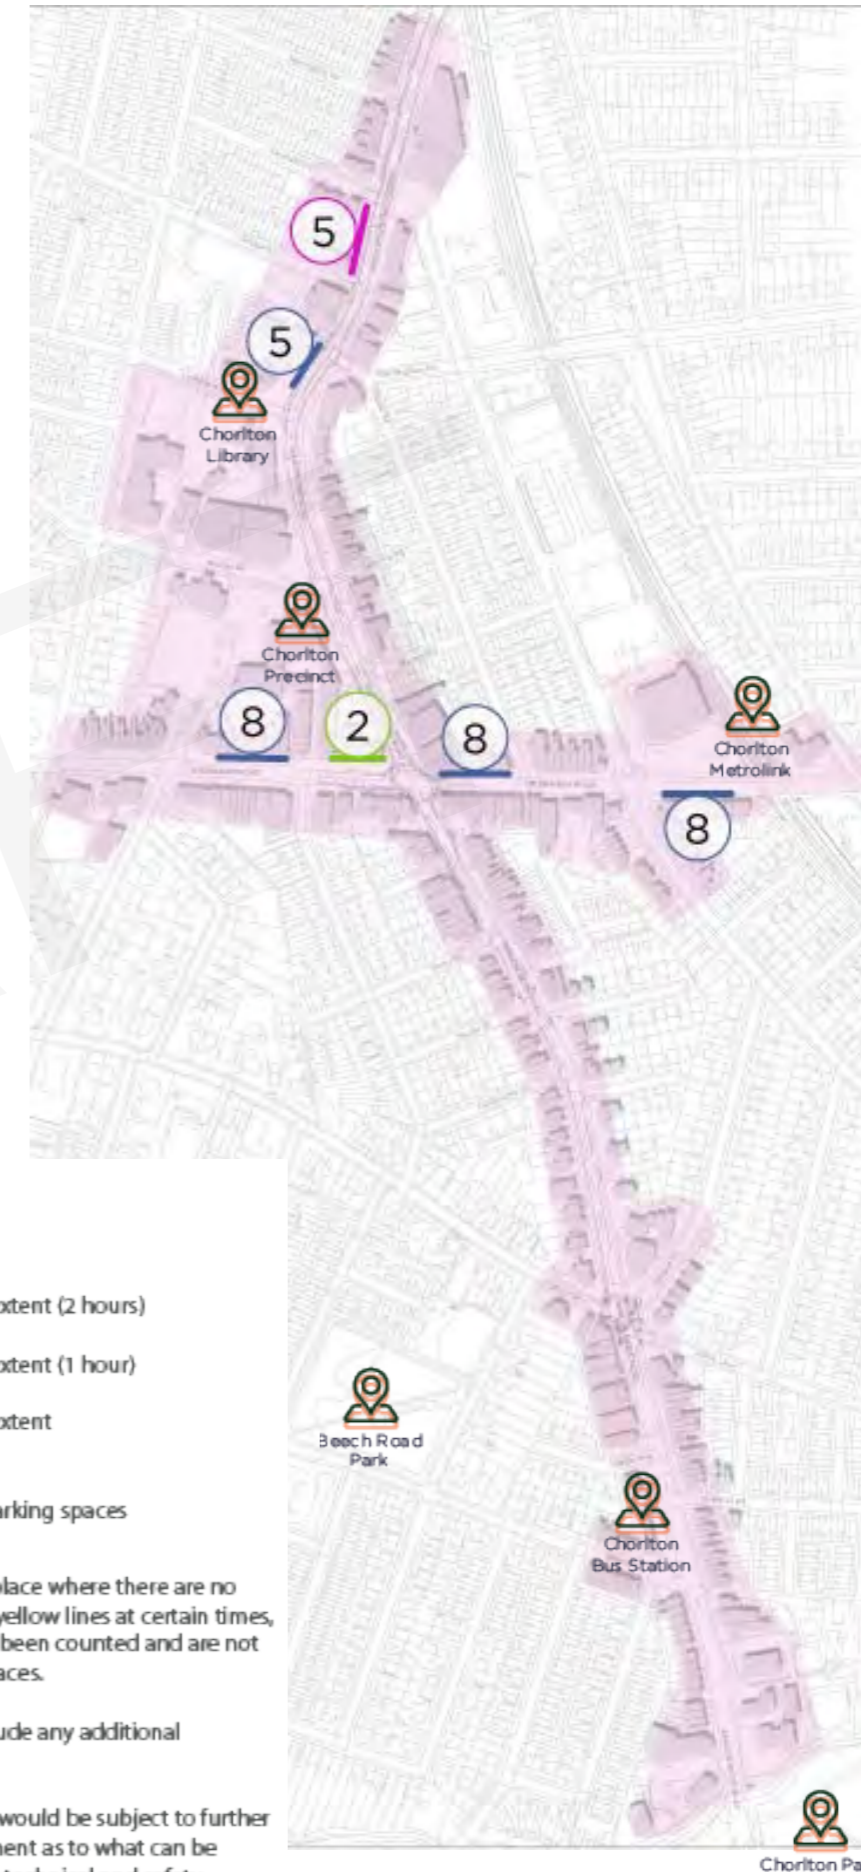 5
5
Chorlton
Library
Chorlton
Precinct
8
2
8
Chorlton
Metrolink
8
xtent (2 hours)
xtent (1 hour)
xtent
arking spaces
place where there are no
yellow lines at certain times,
been counted and are not
aces.
ude any additional
would be subject to further
nent as to what can be
Beech Road
Park
Chorlton
Bus Station
Chorlton Pa